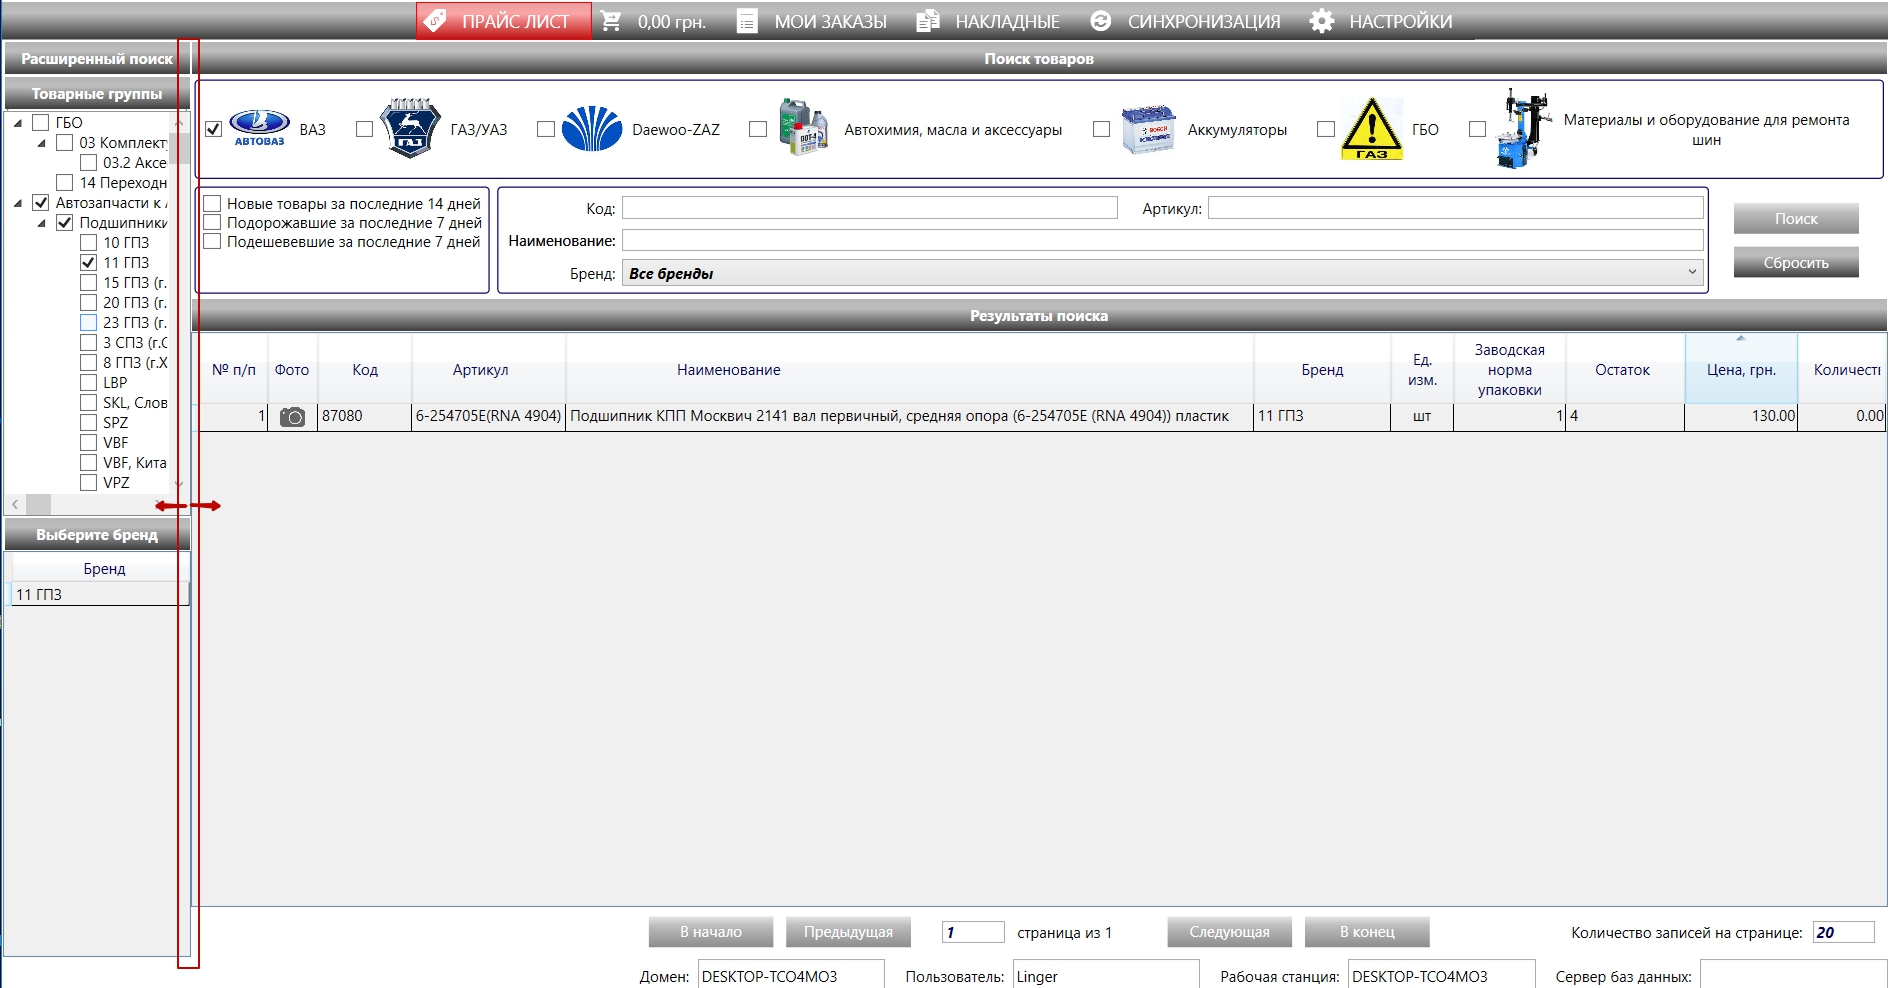 ПРАЙС ЛИСТ
0,00 грн.
МОИ ЗАКАЗЫ
НАКЛАДНЫЕ
СИНХРОНИЗАЦИЯ
НАСТРОЙКИ
Расширенный поиск
Товарные группы
ГБО
03 Комплект
03.2 Аксе
14 Переходн
Автозапчасти к
Подшипники
10 ГПЗ
11 ГПЗ
15 ГПЗ (г.
20 ГПЗ (г.
23 ГПЗ (г.
3 СПЗ (г.С
8 ГПЗ (г.Х
LBP
SKL, Слов
SPZ
VBF
VBF, Кита
VPZ
Выберите бренд
Бренд
11 ГПЗ
Поиск товаров
АВТОВАЗ
ВАЗ
ГАЗ
ГАЗ/УАЗ
Daewoo-ZAZ
DOT-4
Автохимия, масла и аксессуары
BOSCH
Аккумуляторы
ГАЗ
ГБО
Материалы и оборудование для ремонта
шин
Новые товары за последние 14 дней
Подорожавшие за последние 7 дней
Подешевевшие за последние 7 дней
Код:
Артикул:
Наименование:
Бренд: Все бренды
Поиск
Сбросить
Результаты поиска
№ п/п Фото Код Артикул Наименование Бренд Ед. изм. Заводская норма упаковки Остаток Цена, грн. Количест
1 87080 6-254705Е(RNA 4904) Подшипник КПП Москвич 2141 вал первичный, средняя опора (6-254705Е (RNA 4904)) пластик 11 ГПЗ шт 1 4 130.00 0.00
В начало Предыдущая 1 страница из 1 Следующая В конец Количество записей на странице: 20
Домен: DESKTOP-TCO4MO3 Пользователь: Linger Рабочая станция: DESKTOP-TCO4MO3 Сервер баз данных: